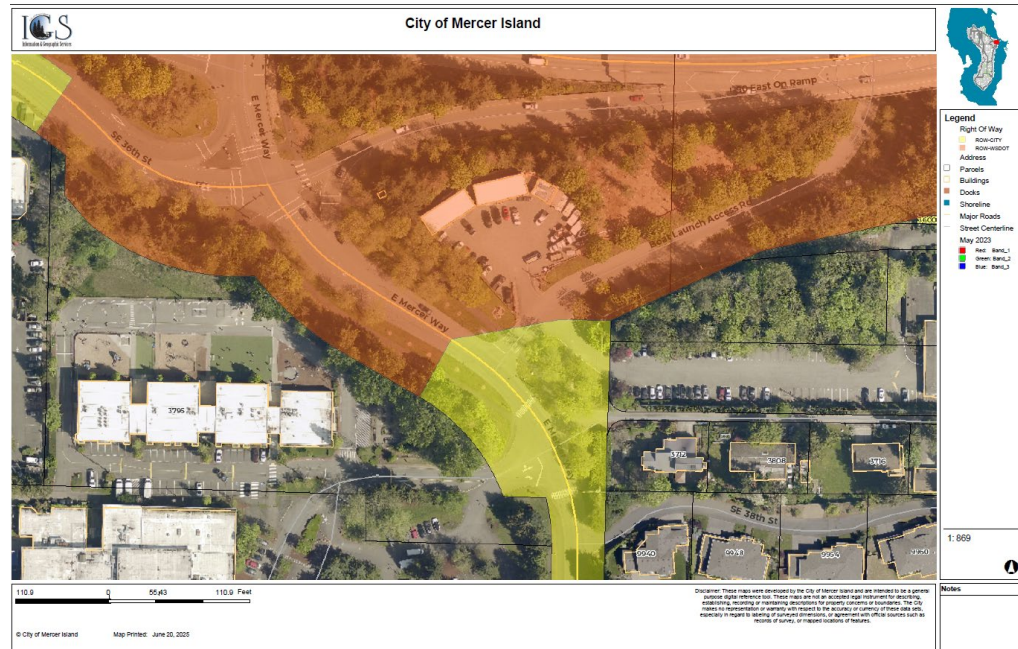 IGS
Information & Geographic Services
City of Mercer Island
Legend
Right Of Way
ROW-CITY
ROW-WSDOT
Address
Parcels
Buildings
Docks
Shoreline
Major Roads
Street Centerline
May 2023
Red: Band_1
Green: Band_2
Blue: Band_3
I-90 East On Ramp
E Mercer Way
SE 36th St
Boat Launch Access Rd
E Mercer Way
3795
3712
3808
3716
SE 38th St
9940
9948
9954
9960
1: 869
110.9 0 55.43 110.9 Feet
© City of Mercer Island Map Printed: June 20, 2025
Disclaimer: These maps were developed by the City of Mercer Island and are intended to be a general
purpose digital reference tool. These maps are not an accepted legal instrument for describing,
establishing, recording or maintaining descriptions for property concerns or boundaries. The City
makes no representation or warranty with respect to the accuracy or currency of these data sets,
especially in regard to labeling of surveyed dimensions, or agreement with official sources such as
records of survey, or mapped locations of features.
Notes